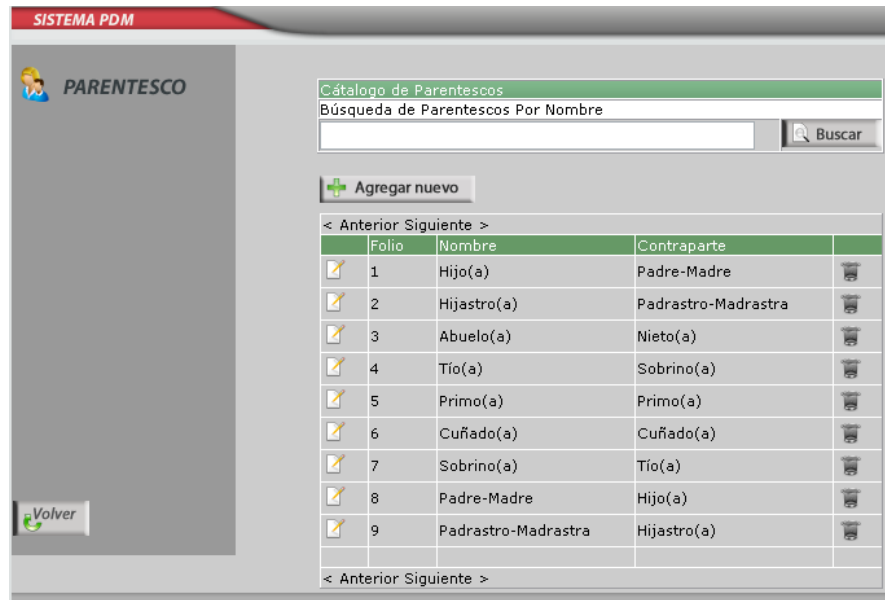 SISTEMA PDM
PARENTESCO
Cátalogo de Parentescos
Búsqueda de Parentescos Por Nombre
Buscar
Agregar nuevo
< Anterior Siguiente >
Folio Nombre Contraparte
1 Hijo(a) Padre-Madre
2 Hijastro(a) Padrastro-Madrastra
3 Abuelo(a) Nieto(a)
4 Tío(a) Sobrino(a)
5 Primo(a) Primo(a)
6 Cuñado(a) Cuñado(a)
7 Sobrino(a) Tío(a)
8 Padre-Madre Hijo(a)
9 Padrastro-Madrastra Hijastro(a)
< Anterior Siguiente >
Volver